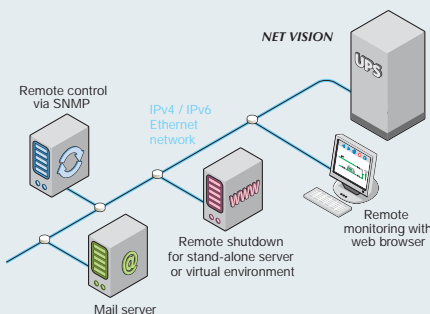 NET VISION
UPS
Remote control
via SNMP
IPv4 / IPv6
Ethernet
network
WWW
@
Remote shutdown
for stand-alone server
or virtual environment
Remote
monitoring with
web browser
Mail server